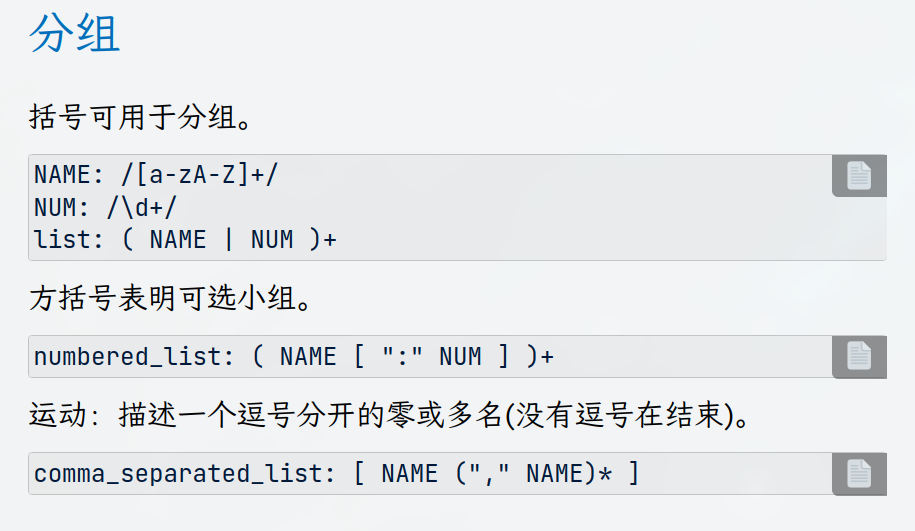 分组
括号可用于分组。
NAME: /[a-zA-Z]+/
NUM: /\d+/
list: ( NAME | NUM )+
方括号表明可选小组。
numbered_list: ( NAME [ ":" NUM ] )+
运动：描述一个逗号分开的零或多名(没有逗号在结束)。
comma_separated_list: [ NAME ("," NAME)* ]